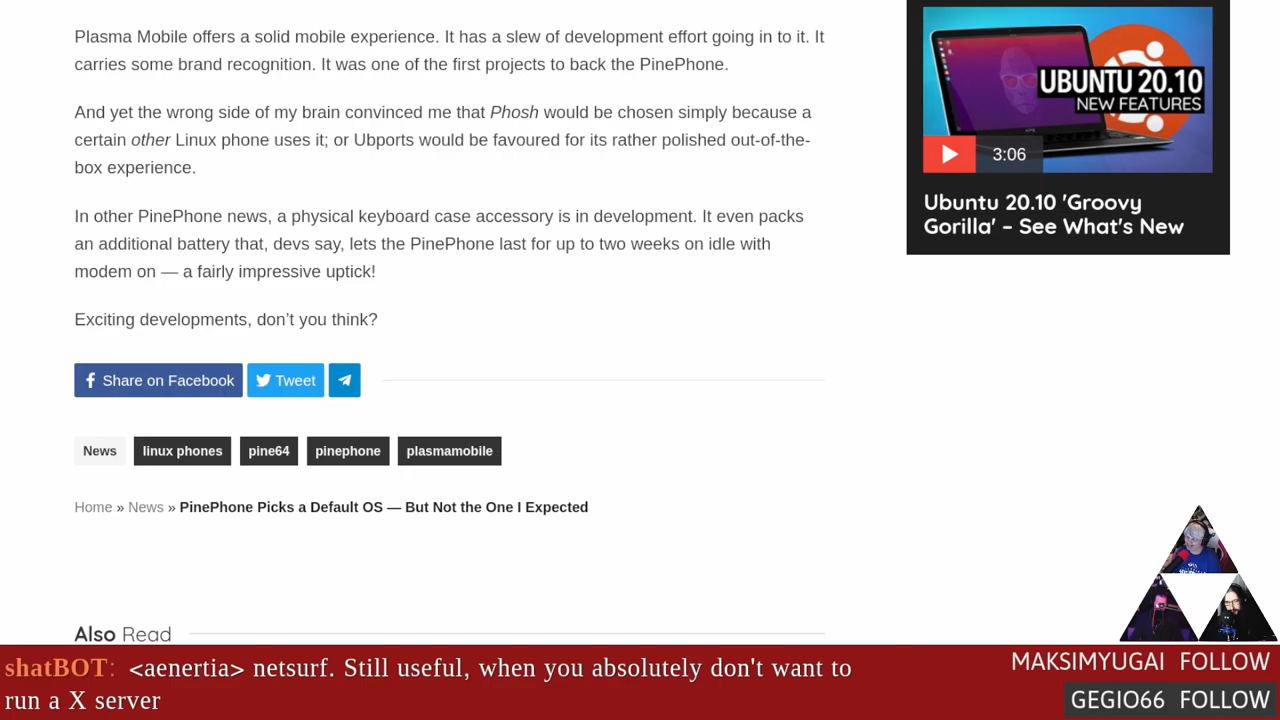 Plasma Mobile offers a solid mobile experience. It has a slew of development effort going in to it. It
carries some brand recognition. It was one of the first projects to back the PinePhone.
And yet the wrong side of my brain convinced me that Phosh would be chosen simply because a
certain other Linux phone uses it; or Ubports would be favoured for its rather polished out-of-the-
box experience.
In other PinePhone news, a physical keyboard case accessory is in development. It even packs
an additional battery that, devs say, lets the PinePhone last for up to two weeks on idle with
modem on — a fairly impressive uptick!
Exciting developments, don’t you think?
Share on Facebook
Tweet
News
linux phones
pine64
pinephone
plasmamobile
Home » News » PinePhone Picks a Default OS — But Not the One I Expected
Also Read
UBUNTU 20.10
NEW FEATURES
3:06
Ubuntu 20.10 'Groovy
Gorilla' – See What's New
shatBOT: <aenertia> netsurf. Still useful, when you absolutely don't want to
run a X server
MAKSIMYUGAI FOLLOW
GEGIO66 FOLLOW